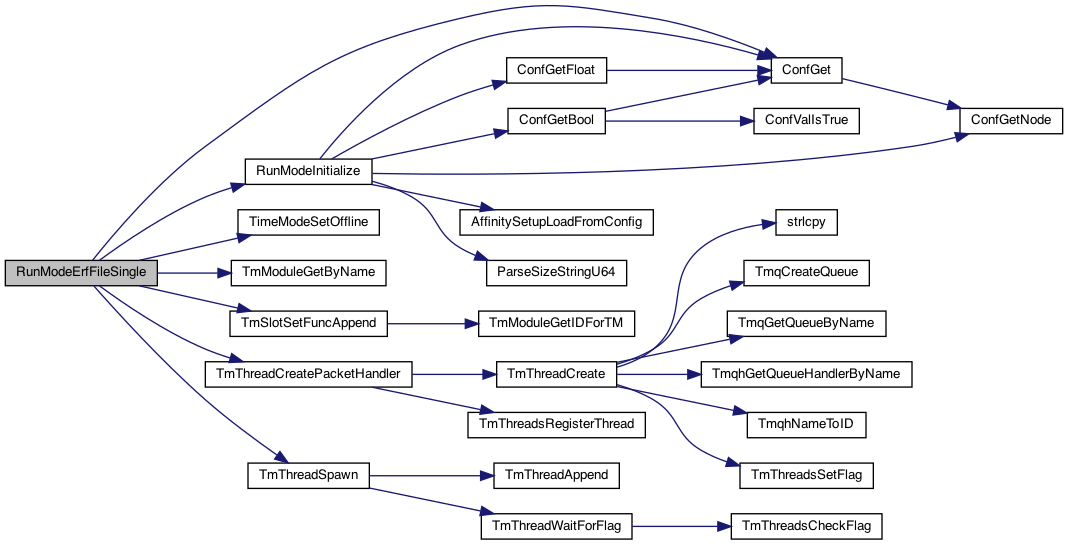 RunModeErfFileSingle
RunModeInitialize
TimeModeSetOffline
TmModuleGetByName
TmSlotSetFuncAppend
TmThreadCreatePacketHandler
TmThreadSpawn
ConfGetFloat
ConfGetBool
AffinitySetupLoadFromConfig
ParseSizeStringU64
TmModuleGetIDForTM
TmThreadCreate
TmThreadsRegisterThread
TmThreadAppend
TmThreadWaitForFlag
ConfGet
ConfValIsTrue
strlcpy
TmqCreateQueue
TmqGetQueueByName
TmqhGetQueueHandlerByName
TmqhNameToID
TmThreadsSetFlag
TmThreadsCheckFlag
ConfGetNode